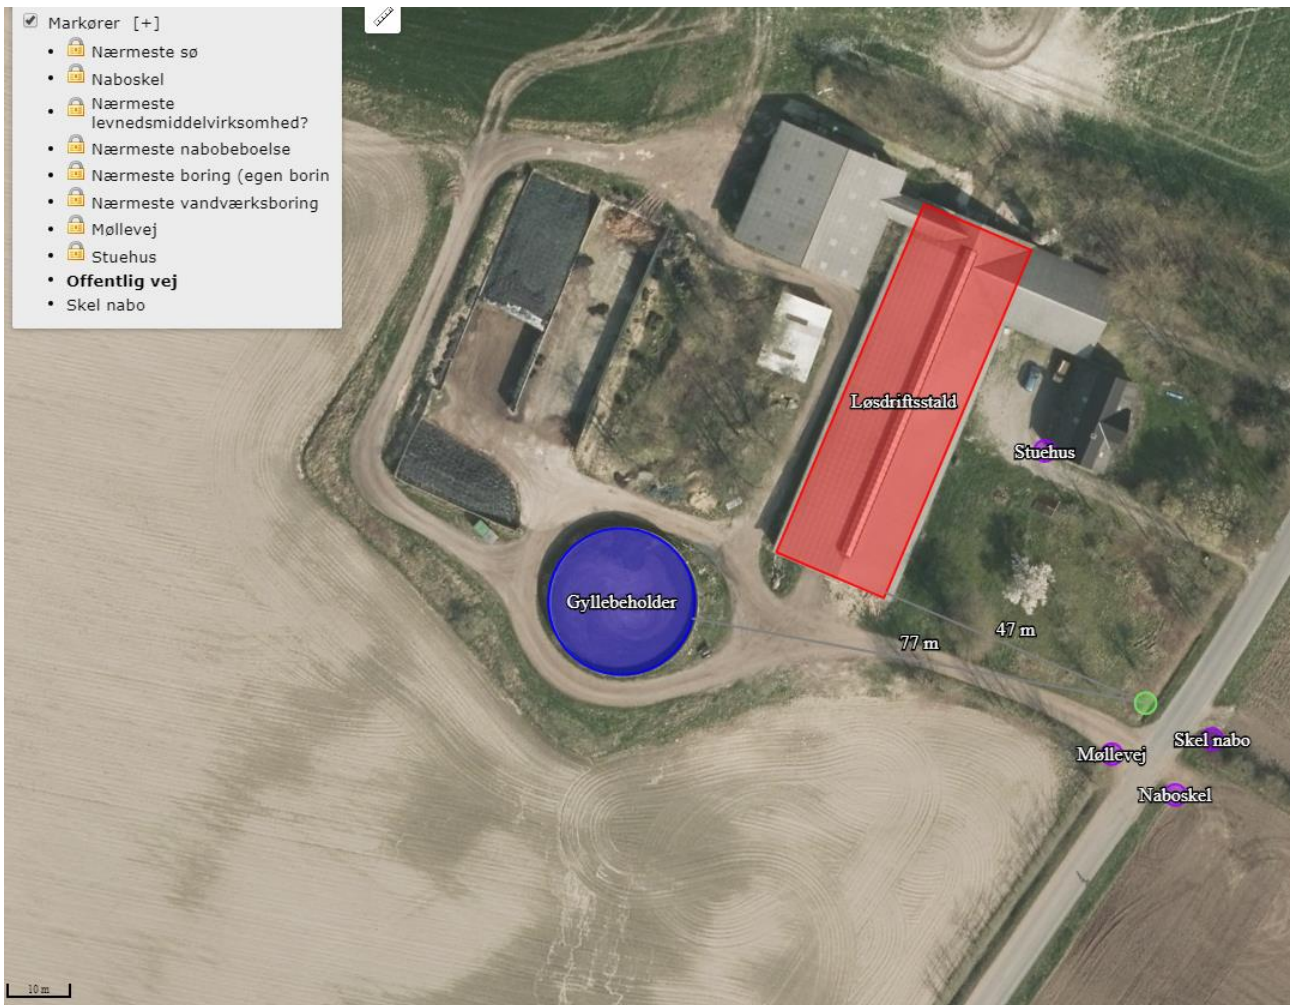 Markører [+]
Nærmeste sø
Naboskel
Nærmeste
levnedsmiddelvirksomhed?
Nærmeste nabobeboelse
Nærmeste boring (egen borin
Nærmeste vandværksboring
Møllevej
Stuehus
Offentlig vej
Skel nabo
Løsdriftsstald
Stuehus
Gyllebeholder
47 m
77 m
Skel nabo
Møllevej
Naboskel
10 m